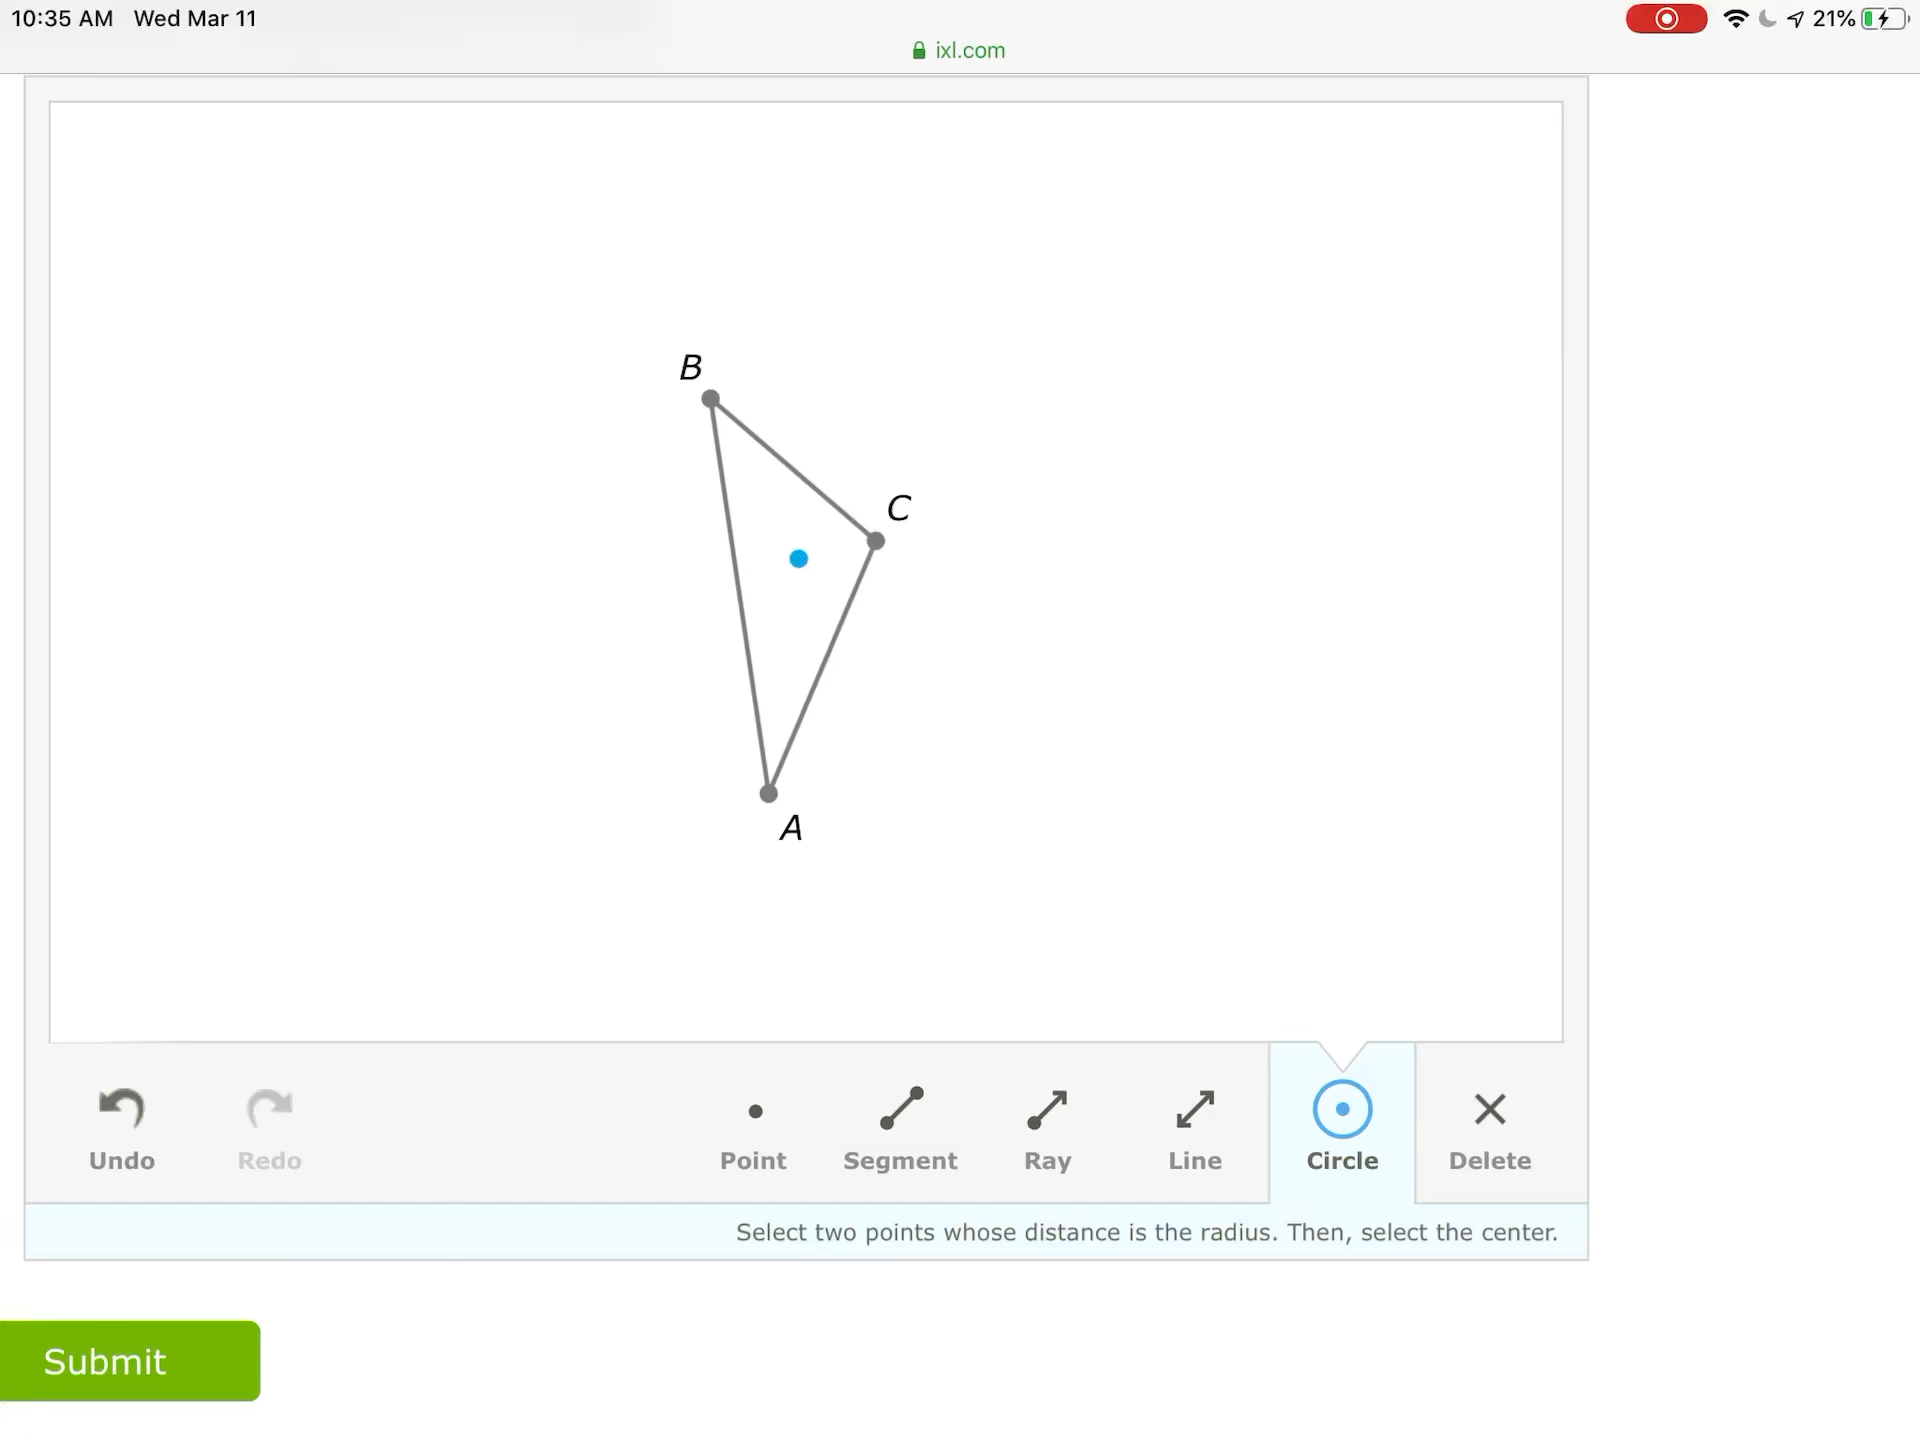 10:35 AM Wed Mar 11
21%
ixl.com
B
C
A
Undo
Redo
Point
Segment
Ray
Line
Circle
Delete
Select two points whose distance is the radius. Then, select the center.
Submit